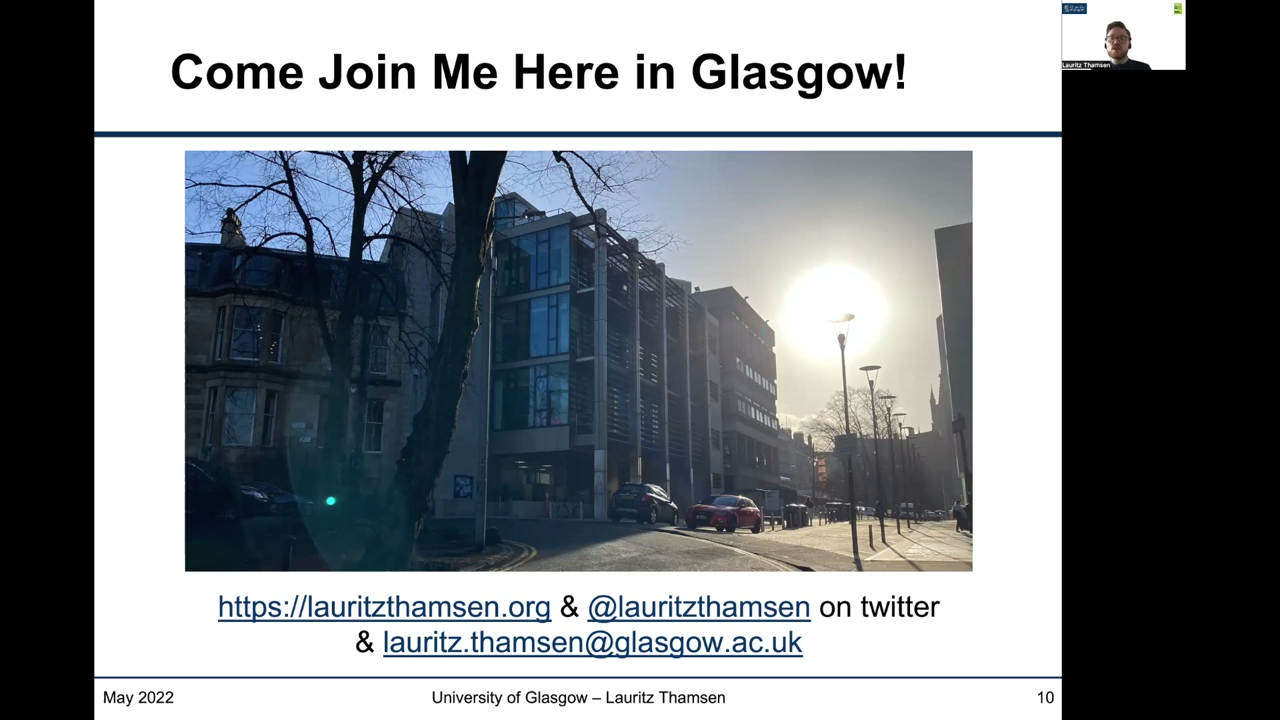 Come Join Me Here in Glasgow!
Lauritz Thamsen
https://lauritzthamsen.org & @lauritzthamsen on twitter
& lauritz.thamsen@glasgow.ac.uk
May 2022
University of Glasgow – Lauritz Thamsen
10